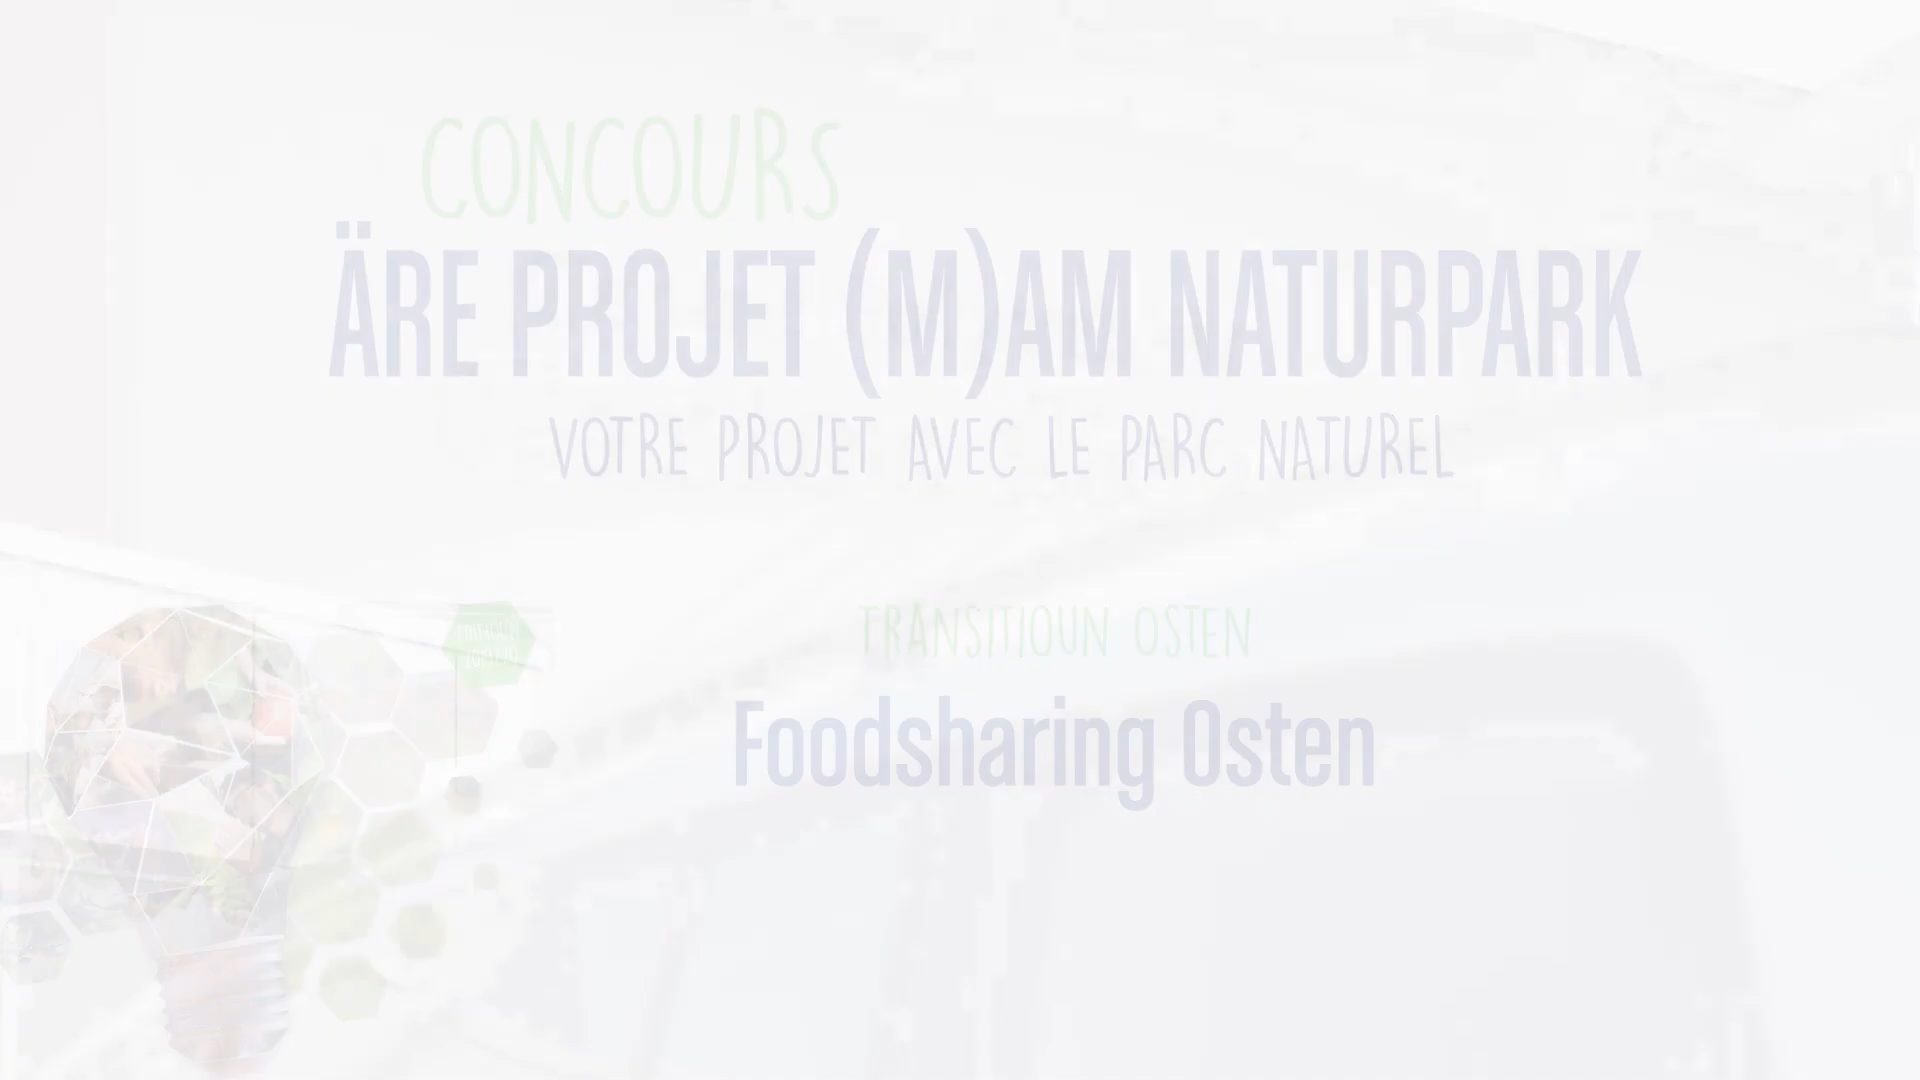 CONCOURS
ÄRE PROJET (M)AM NATURPARK
VOTRE PROJET AVEC LE PARC NATUREL
TRANSITIOUN OSTEN
Foodsharing Osten